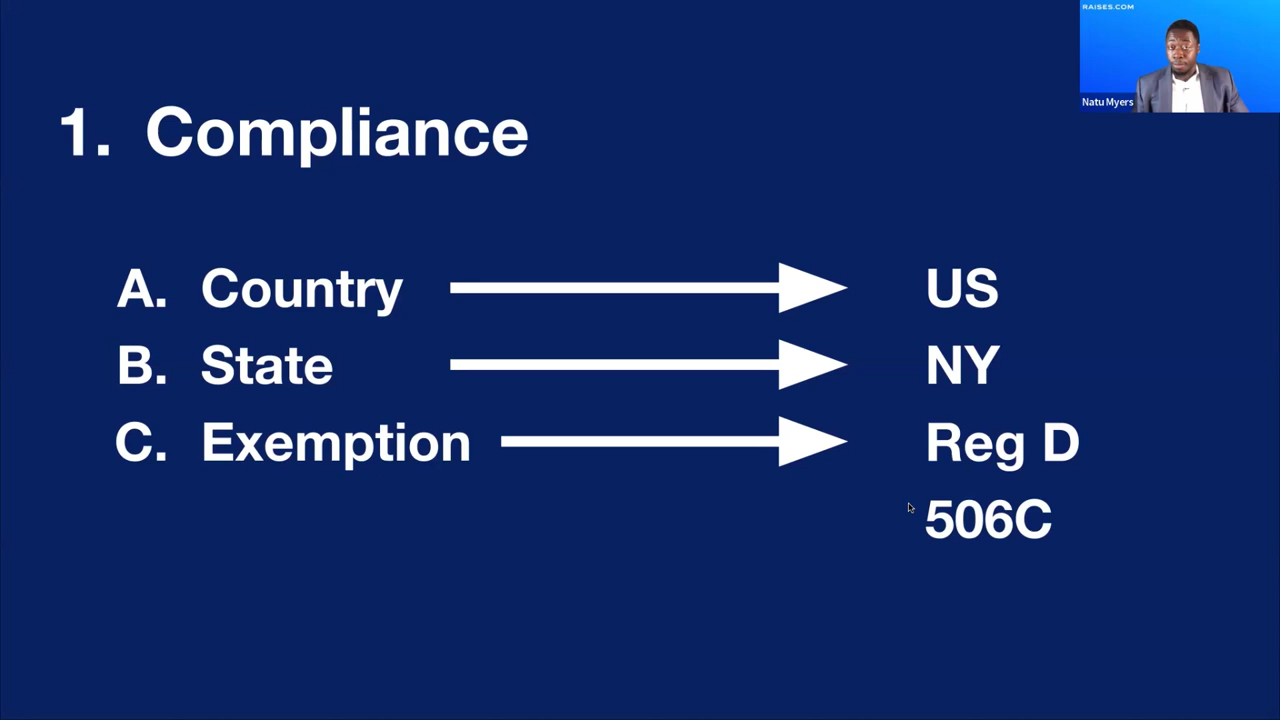 RAISES.COM
Natu Myers
1. Compliance
A. Country US
B. State NY
C. Exemption Reg D
506C